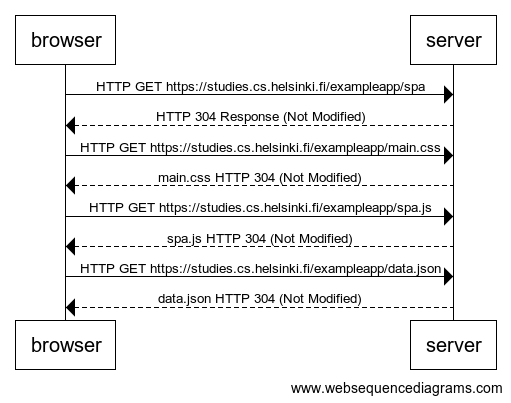 browser server
HTTP GET https://studies.cs.helsinki.fi/exampleapp/spa
HTTP 304 Response (Not Modified)
HTTP GET https://studies.cs.helsinki.fi/exampleapp/main.css
main.css HTTP 304 (Not Modified)
HTTP GET https://studies.cs.helsinki.fi/exampleapp/spa.js
spa.js HTTP 304 (Not Modified)
HTTP GET https://studies.cs.helsinki.fi/exampleapp/data.json
data.json HTTP 304 (Not Modified)
browser server
www.websequencediagrams.com